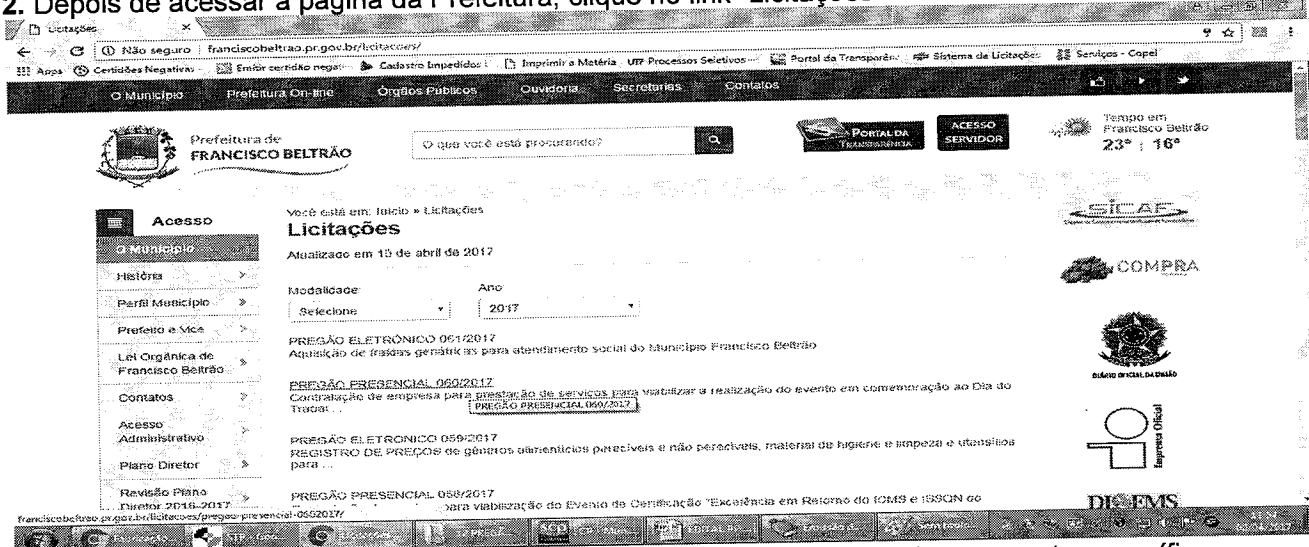 2. Depois de acessar a página da Prefeitura, clique no link "Licitações
Licitações
Não seguro franciscobeltrao.pr.gov.br/licitacoes/
Apps Certidões Negativas Emitir certidão negat Cadastro Impedidos Imprimir a Matéria UTF Processos Seletivos Portal da Transparên Sistema de Licitações Serviços - Copel
O Município Prefeitura On-line Órgãos Públicos Ouvidoria Secretarias Contatos
Prefeitura de
FRANCISCO BELTRÃO
O que você está procurando?
PORTAL DA
TRANSPARÊNCIA
ACESSO
SERVIDOR
Tempo em
Francisco Beltrão
23° 16°
Acesso
O Município
História
Perfil Município
Prefeito e Vice
Lei Orgânica de
Francisco Beltrão
Contatos
Acesso
Administrativo
Plano Diretor
Revisão Plano
Diretor 2016-2017
Você está em: Início » Licitações
Licitações
Atualizado em 15 de abril de 2017
Modalidade: Ano:
Selecione 2017
PREGÃO ELETRÔNICO 061/2017
Aquisição de fraldas geriátricas para atendimento social do Município Francisco Beltrão
PREGÃO PRESENCIAL 060/2017
Contratação de empresa para prestação de serviços para viabilizar a realização do evento em comemoração ao Dia do
Trabal ...
PREGÃO PRESENCIAL 060/2017
PREGÃO ELETRÔNICO 059/2017
REGISTRO DE PREÇOS de gêneros alimentícios perecíveis e não perecíveis, material de higiene e limpeza e utensílios
para ...
PREGÃO PRESENCIAL 058/2017
para viabilização do Evento de Certificação "Excelência em Retorno do ICMS e ISSQN ao
SICAF
COMPRA
DIÁRIO OFICIAL DA UNIÃO
Imprensa Oficial
DIOEMS
franciscobeltrao.pr.gov.br/licitacoes/pregao-presencial-0602017/